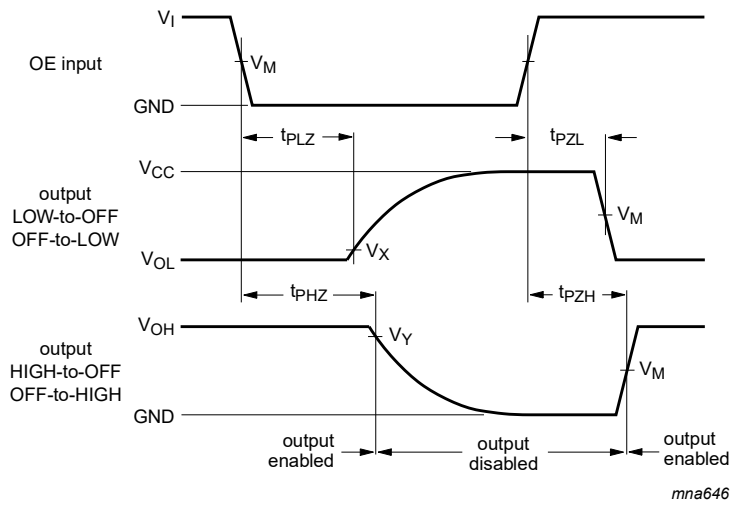 VI
OE input
VM
GND
tPLZ
tPZL
VCC
output
LOW-to-OFF
OFF-to-LOW
VM
VX
VOL
tPHZ
tPZH
VOH
VY
output
HIGH-to-OFF
OFF-to-HIGH
VM
GND
output
enabled
output
disabled
output
enabled
mna646